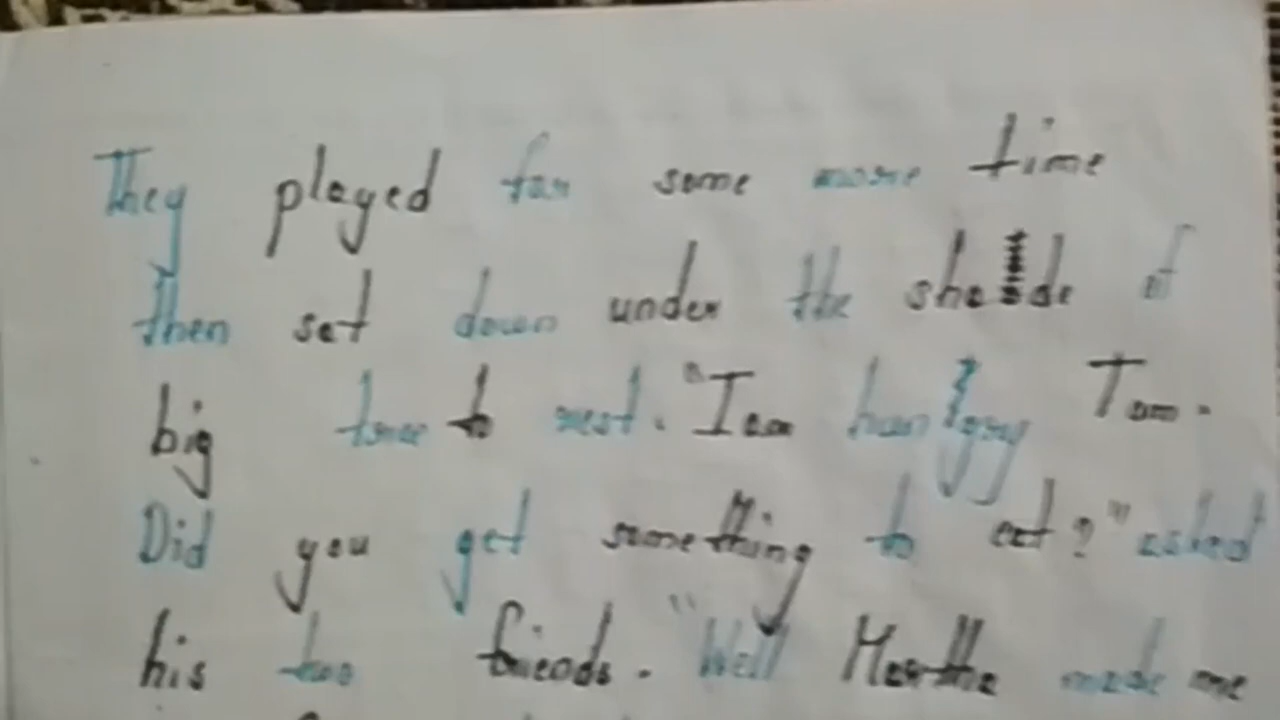 They played for some more time
then sat down under the shade of
big tree to rest. "I am hungry Tom.
Did you get something to eat?" asked
his two friends. "Well Martha made me